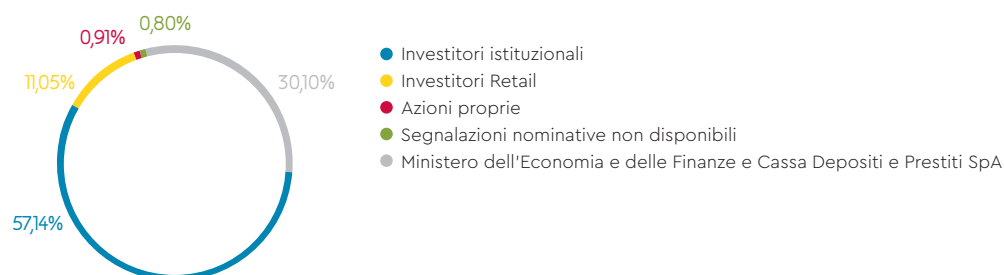 0,80%
0,91%
11,05%
30,10%
57,14%
Investitori istituzionali
Investitori Retail
Azioni proprie
Segnalazioni nominative non disponibili
Ministero dell'Economia e delle Finanze e Cassa Depositi e Prestiti SpA